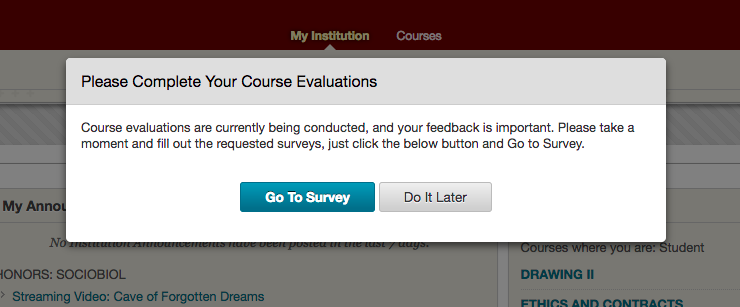 My Institution
Courses
Please Complete Your Course Evaluations
Course evaluations are currently being conducted, and your feedback is important. Please take a
moment and fill out the requested surveys, just click the below button and Go to Survey.
Go To Survey
Do It Later
My Annou
No Institution Announcements have been posted in the last 7 days.
HONORS: SOCIOBIOL
Streaming Video: Cave of Forgotten Dreams
Courses where you are: Student
DRAWING II
ETHICS AND CONTRACTS